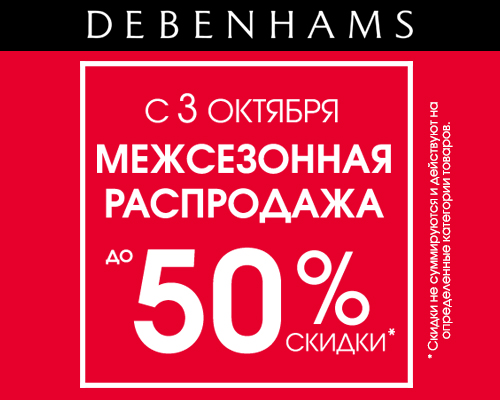 DEBENHAMS
С 3 ОКТЯБРЯ
МЕЖСЕЗОННАЯ
РАСПРОДАЖА
ДО
50%
СКИДКИ*
* Скидки не суммируются и действуют на
определенные категории товаров.